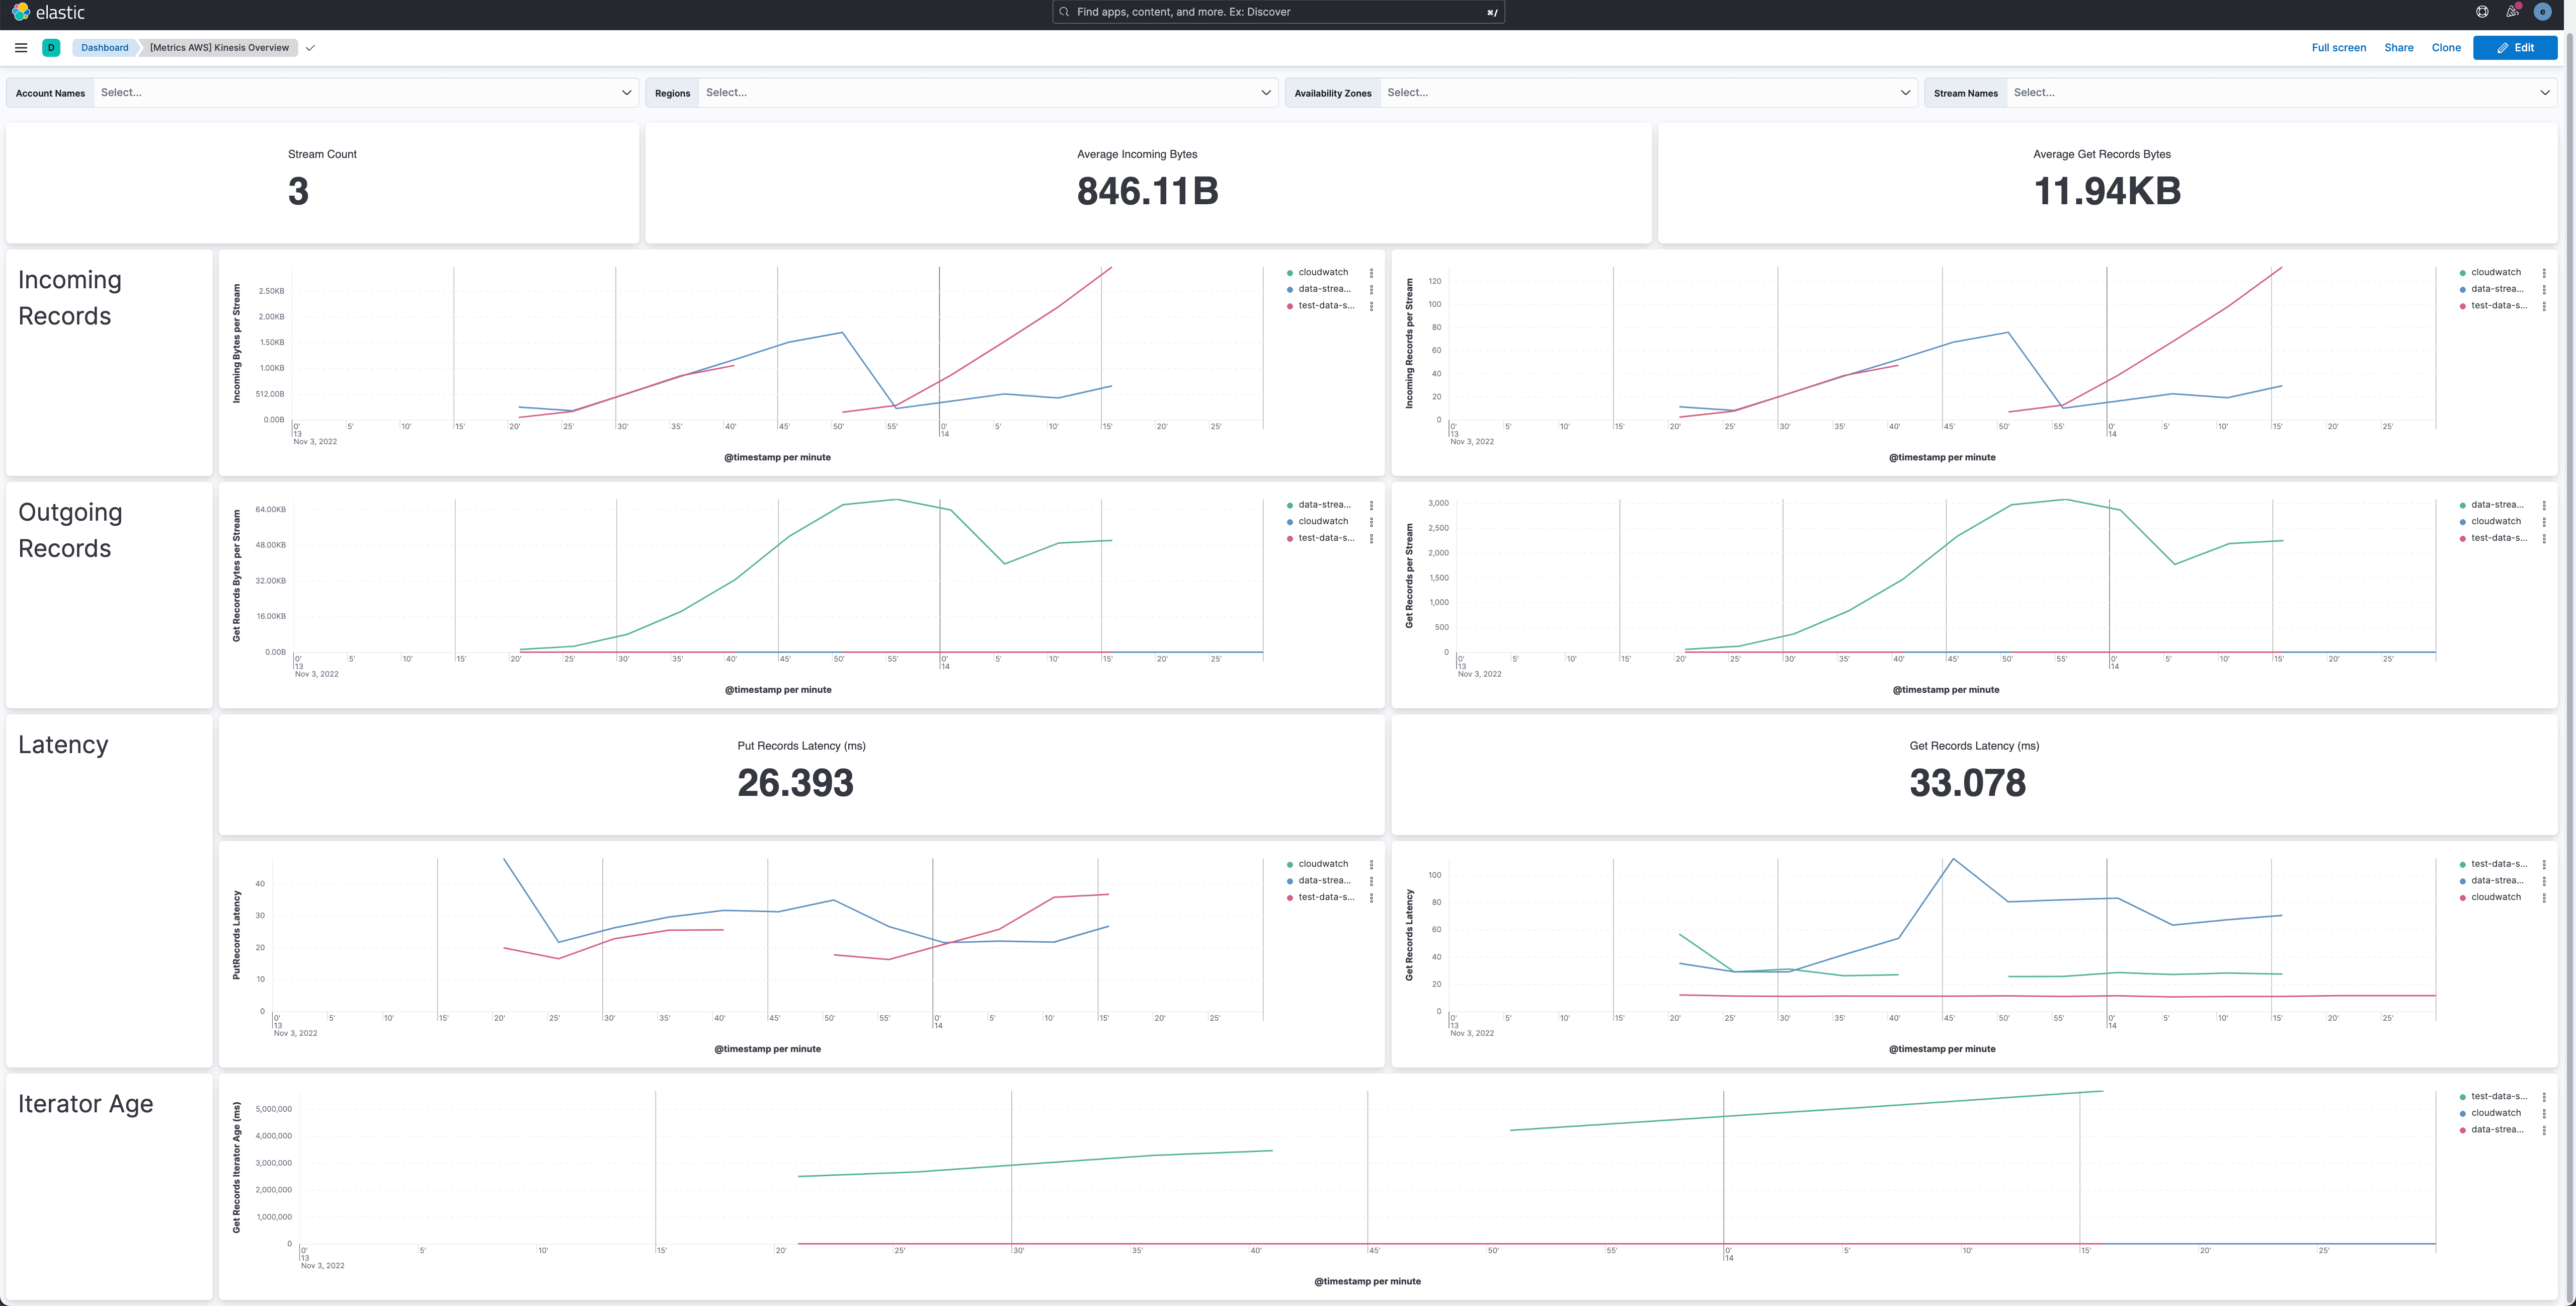 elastic
Find apps, content, and more. Ex: Discover
⌘/
e
D
Dashboard
[Metrics AWS] Kinesis Overview
Full screen
Share
Clone
Edit
Account Names
Select...
Regions
Select...
Availability Zones
Select...
Stream Names
Select...
Stream Count
3
Average Incoming Bytes
846.11B
Average Get Records Bytes
11.94KB
Incoming
Records
Incoming Bytes per Stream
2.50KB
2.00KB
1.50KB
1.00KB
512.00B
0.00B
0' 5' 10' 15' 20' 25' 30' 35' 40' 45' 50' 55' 0' 5' 10' 15' 20' 25'
13 14
Nov 3, 2022
@timestamp per minute
cloudwatch
data-strea...
test-data-s...
Incoming Records per Stream
120
100
80
60
40
20
0
0' 5' 10' 15' 20' 25' 30' 35' 40' 45' 50' 55' 0' 5' 10' 15' 20' 25'
13 14
Nov 3, 2022
@timestamp per minute
cloudwatch
data-strea...
test-data-s...
Outgoing
Records
Get Records Bytes per Stream
64.00KB
48.00KB
32.00KB
16.00KB
0.00B
0' 5' 10' 15' 20' 25' 30' 35' 40' 45' 50' 55' 0' 5' 10' 15' 20' 25'
13 14
Nov 3, 2022
@timestamp per minute
data-strea...
cloudwatch
test-data-s...
Get Records per Stream
3,000
2,500
2,000
1,500
1,000
500
0
0' 5' 10' 15' 20' 25' 30' 35' 40' 45' 50' 55' 0' 5' 10' 15' 20' 25'
13 14
Nov 3, 2022
@timestamp per minute
data-strea...
cloudwatch
test-data-s...
Latency
Put Records Latency (ms)
26.393
Get Records Latency (ms)
33.078
PutRecords Latency
40
30
20
10
0
0' 5' 10' 15' 20' 25' 30' 35' 40' 45' 50' 55' 0' 5' 10' 15' 20' 25'
13 14
Nov 3, 2022
@timestamp per minute
cloudwatch
data-strea...
test-data-s...
Get Records Latency
100
80
60
40
20
0
0' 5' 10' 15' 20' 25' 30' 35' 40' 45' 50' 55' 0' 5' 10' 15' 20' 25'
13 14
Nov 3, 2022
@timestamp per minute
test-data-s...
data-strea...
cloudwatch
Iterator Age
Get Records Iterator Age (ms)
5,000,000
4,000,000
3,000,000
2,000,000
1,000,000
0
0' 5' 10' 15' 20' 25' 30' 35' 40' 45' 50' 55' 0' 5' 10' 15' 20' 25'
13 14
Nov 3, 2022
@timestamp per minute
test-data-s...
cloudwatch
data-strea...